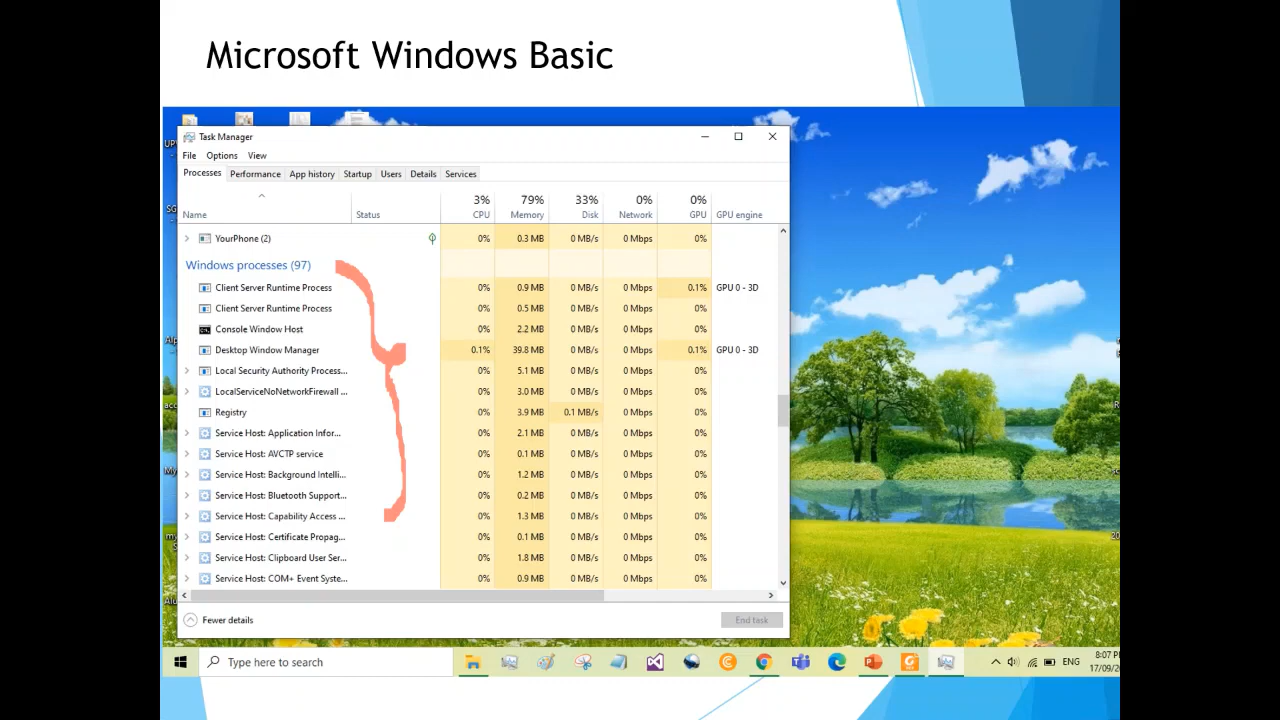 Microsoft Windows Basic
Task Manager
File Options View
Processes Performance App history Startup Users Details Services
3% 79% 33% 0% 0%
Name Status CPU Memory Disk Network GPU GPU engine
YourPhone (2) 0% 0.3 MB 0 MB/s 0 Mbps 0%
Windows processes (97)
Client Server Runtime Process 0% 0.9 MB 0 MB/s 0 Mbps 0.1% GPU 0 - 3D
Client Server Runtime Process 0% 0.5 MB 0 MB/s 0 Mbps 0%
Console Window Host 0% 2.2 MB 0 MB/s 0 Mbps 0%
Desktop Window Manager 0.1% 39.8 MB 0 MB/s 0 Mbps 0.1% GPU 0 - 3D
Local Security Authority Process... 0% 5.1 MB 0 MB/s 0 Mbps 0%
LocalServiceNoNetworkFirewall ... 0% 3.0 MB 0 MB/s 0 Mbps 0%
Registry 0% 3.9 MB 0.1 MB/s 0 Mbps 0%
Service Host: Application Infor... 0% 2.1 MB 0 MB/s 0 Mbps 0%
Service Host: AVCTP service 0% 0.1 MB 0 MB/s 0 Mbps 0%
Service Host: Background Intelli... 0% 1.2 MB 0 MB/s 0 Mbps 0%
Service Host: Bluetooth Support... 0% 0.2 MB 0 MB/s 0 Mbps 0%
Service Host: Capability Access ... 0% 1.3 MB 0 MB/s 0 Mbps 0%
Service Host: Certificate Propag... 0% 0.1 MB 0 MB/s 0 Mbps 0%
Service Host: Clipboard User Ser... 0% 1.8 MB 0 MB/s 0 Mbps 0%
Service Host: COM+ Event Syste... 0% 0.9 MB 0 MB/s 0 Mbps 0%
Fewer details End task
Type here to search ENG 8:07 PM
17/09/20